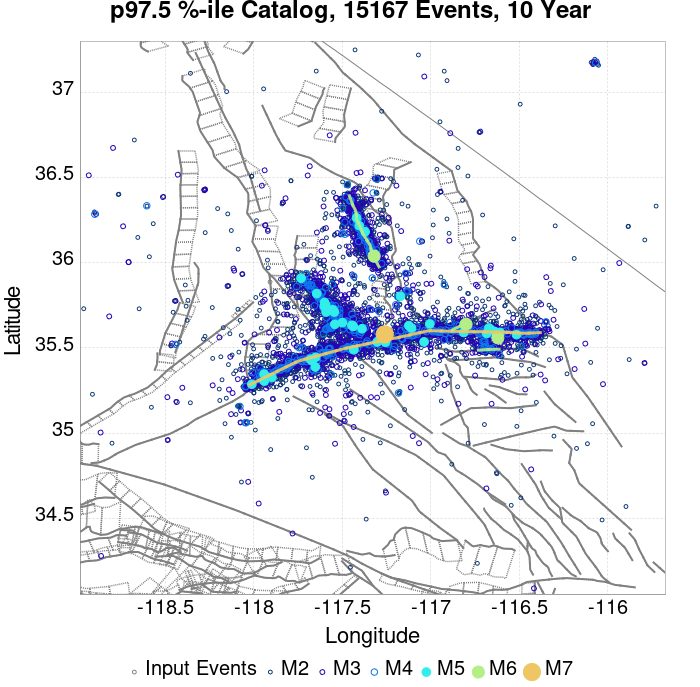 p97.5 %-ile Catalog, 15167 Events, 10 Year
37
36.5
36
35.5
35
34.5
Latitude
-118.5 -118 -117.5 -117 -116.5 -116
Longitude
Input Events M2 M3 M4 M5 M6 M7